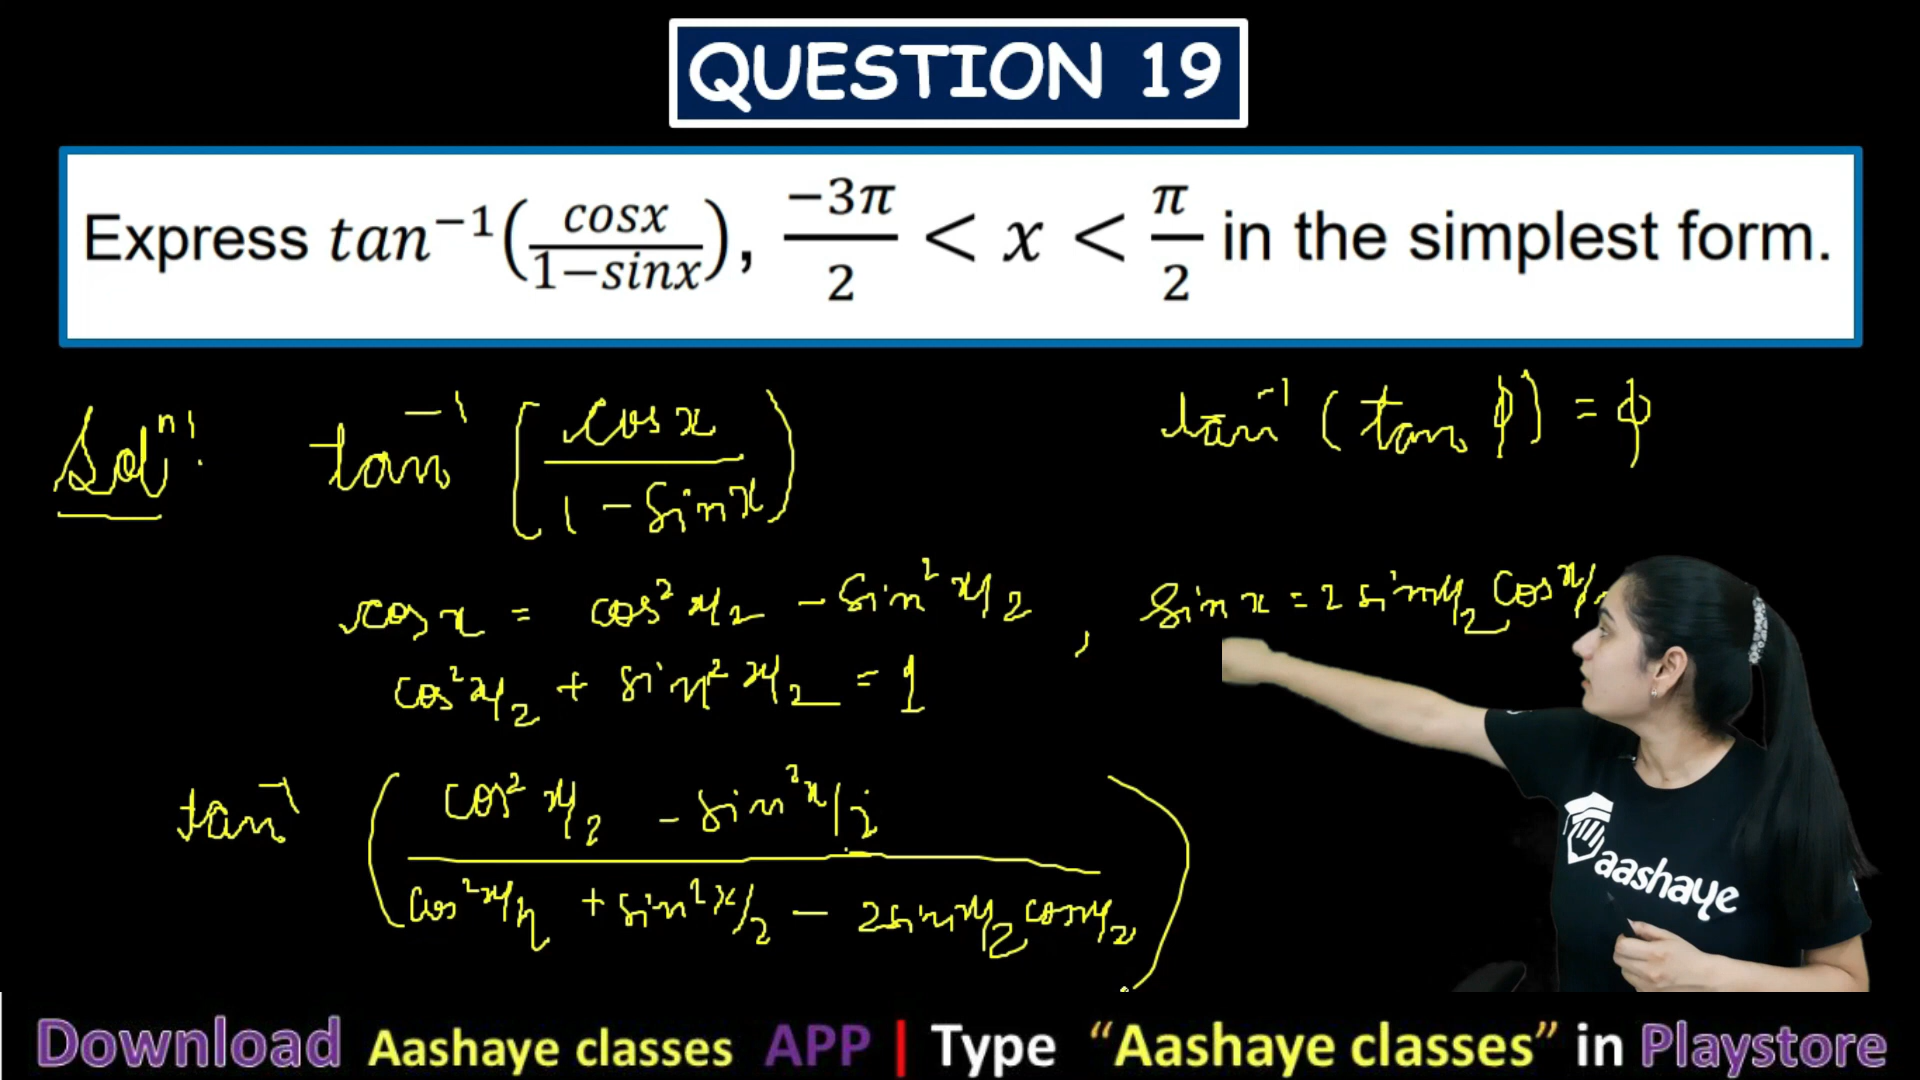 QUESTION 19
Express tan⁻¹(cosx/1−sinx), −3π/2 < x < π/2 in the simplest form.
Solⁿ: tan⁻¹ [cos x / 1 − sin x)
tan⁻¹ (tan ϕ) = ϕ
cos x = cos² x/2 − sin² x/2 , sin x = 2 sin x/2 cos x/
cos² x/2 + sin² x/2 = 1
tan⁻¹ (cos² x/2 − sin² x/2 / cos² x/2 + sin² x/2 − 2 sin x/2 cos x/2)
aashaye
Download Aashaye classes APP | Type “Aashaye classes” in Playstore